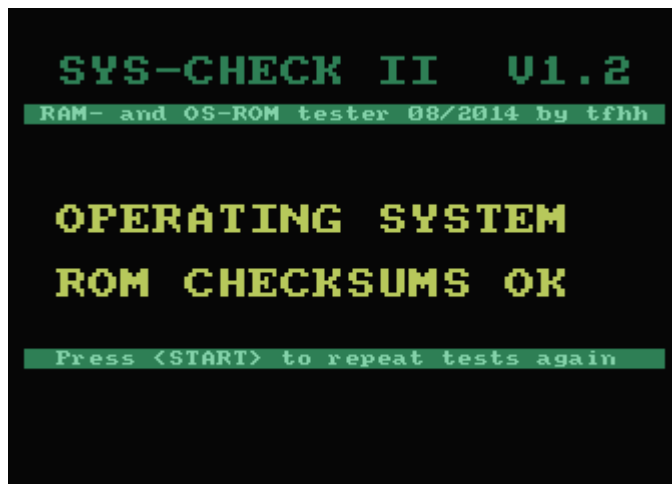 SYS-CHECK II V1.2
RAM- and OS-ROM tester 08/2014 by tfhh
OPERATING SYSTEM
ROM CHECKSUMS OK
Press <START> to repeat tests again